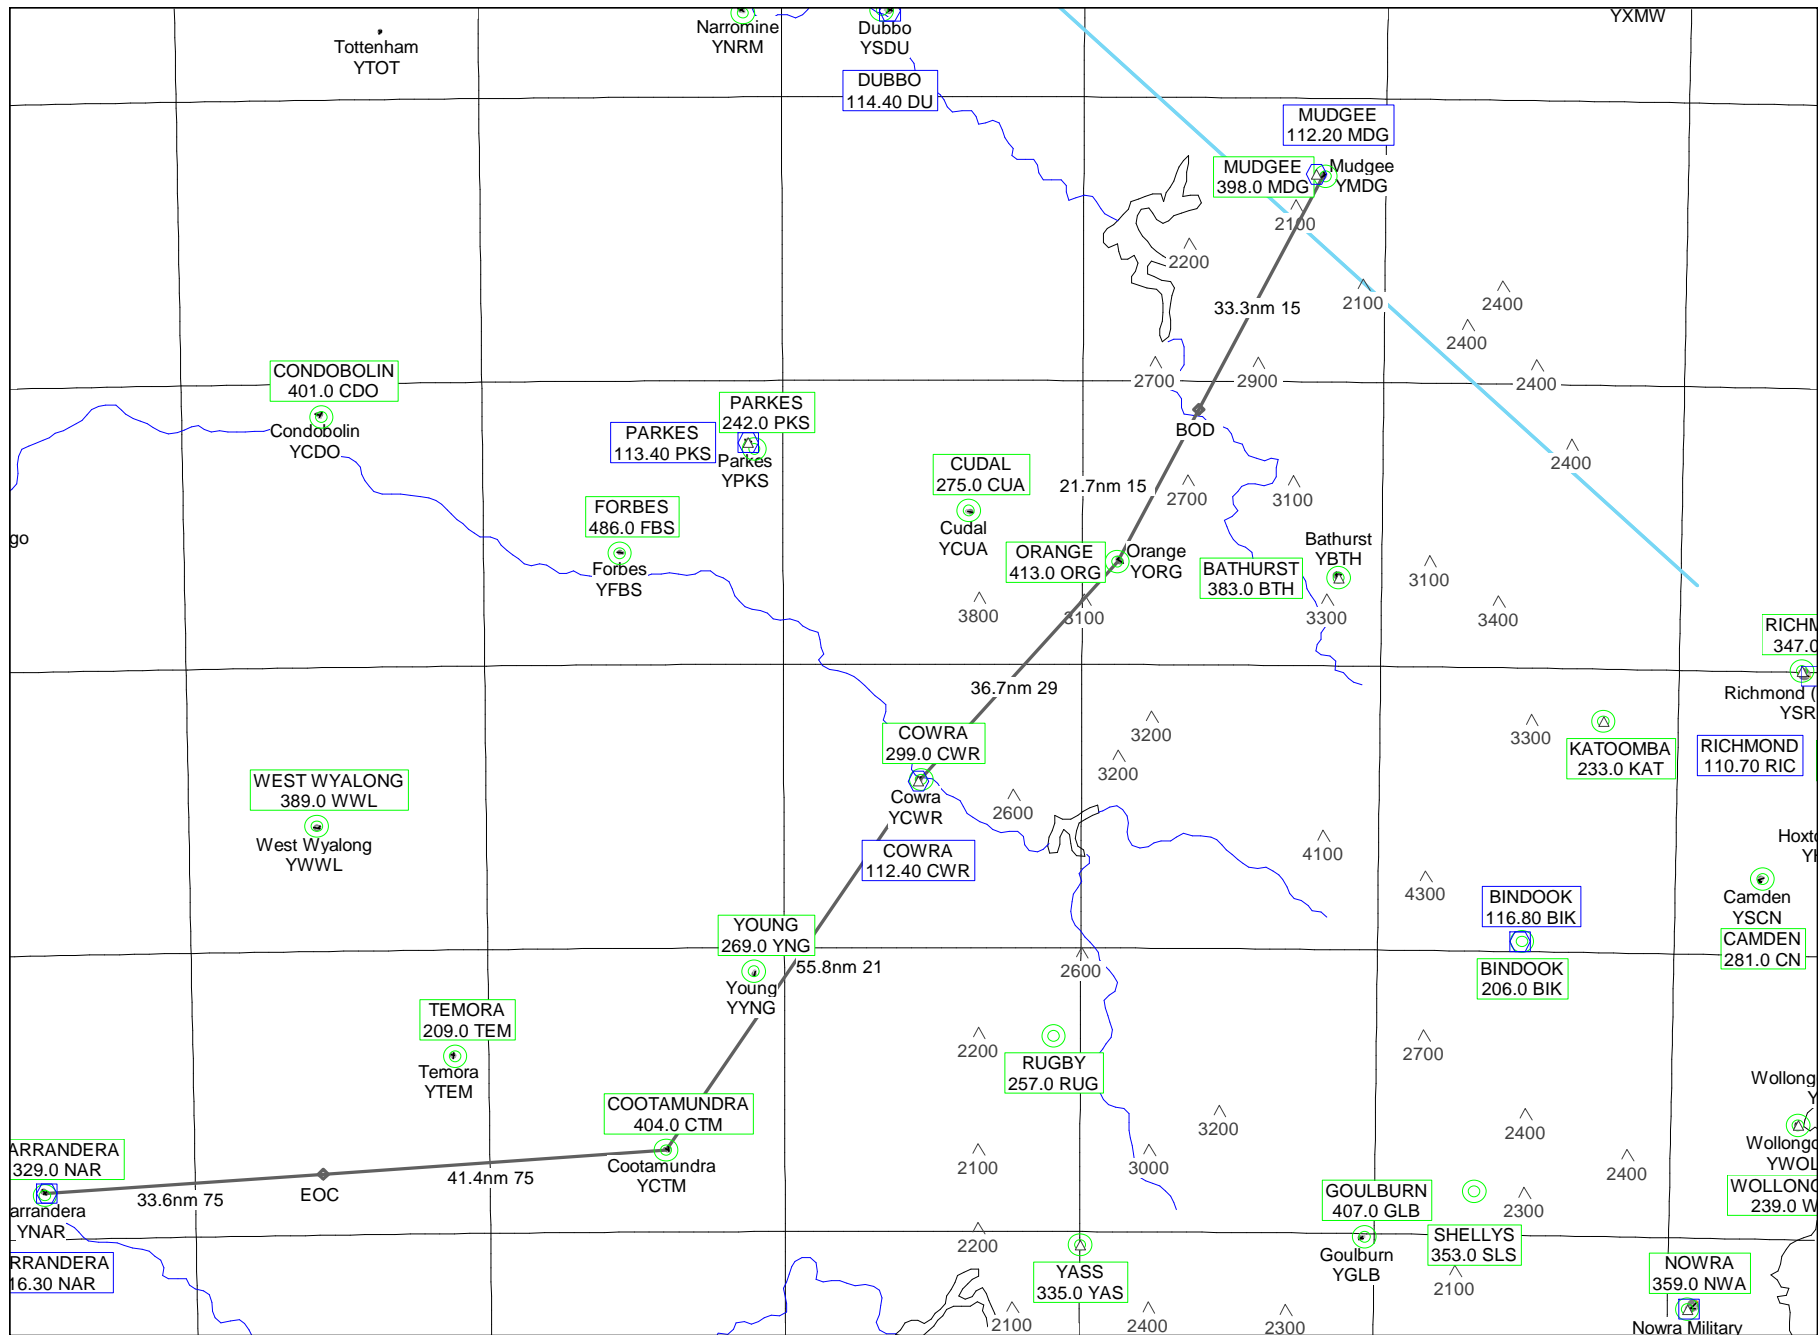 YXMW
Tottenham
YTOT
Narromine
YNRM
Dubbo
YSDU
DUBBO
114.40 DU
MUDGEE
112.20 MDG
MUDGEE
398.0 MDG
Mudgee
YMDG
2100
2200
2100
2400
33.3nm 15
2400
2700
2900
2400
CONDOBOLIN
401.0 CDO
Condobolin
YCDO
PARKES
242.0 PKS
PARKES
113.40 PKS
Parkes
YPKS
BOD
2400
CUDAL
275.0 CUA
Cudal
YCUA
21.7nm 15
2700
3100
FORBES
486.0 FBS
Forbes
YFBS
go
ORANGE
413.0 ORG
Orange
YORG
Bathurst
YBTH
BATHURST
383.0 BTH
3100
3800
3100
3300
3400
RICHM
347.0
Richmond (
YSR
36.7nm 29
RICHMOND
110.70 RIC
COWRA
299.0 CWR
Cowra
YCWR
COWRA
112.40 CWR
3200
3200
3300
KATOOMBA
233.0 KAT
WEST WYALONG
389.0 WWL
West Wyalong
YWWL
2600
4100
Hoxto
4300
BINDOOK
116.80 BIK
BINDOOK
206.0 BIK
Camden
YSCN
CAMDEN
281.0 CN
YOUNG
269.0 YNG
Young
YYNG
55.8nm 21
2600
TEMORA
209.0 TEM
Temora
YTEM
2200
RUGBY
257.0 RUG
2700
Wollong
Y
COOTAMUNDRA
404.0 CTM
Cootamundra
YCTM
3200
2400
2100
3000
2400
Wollongo
YWOL
WOLLONG
239.0 W
ARRANDERA
329.0 NAR
arrandera
YNAR
RRANDERA
16.30 NAR
33.6nm 75
EOC
41.4nm 75
GOULBURN
407.0 GLB
Goulburn
YGLB
2300
SHELLYS
353.0 SLS
2200
YASS
335.0 YAS
2100
NOWRA
359.0 NWA
Nowra Military
2100
2400
2300